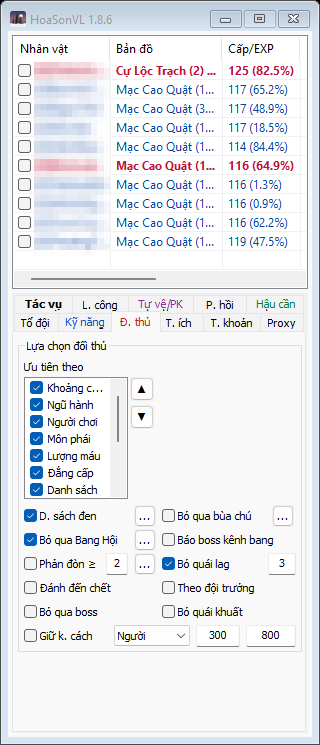 HoaSonVL 1.8.6
Nhân vật Bản đồ Cấp/EXP
Cự Lộc Trạch (2) ... 125 (82.5%)
Mạc Cao Quật (1... 117 (65.2%)
Mạc Cao Quật (3... 117 (48.9%)
Mạc Cao Quật (1... 117 (18.5%)
Mạc Cao Quật (1... 114 (84.4%)
Mạc Cao Quật (1... 116 (64.9%)
Mạc Cao Quật (1... 116 (1.3%)
Mạc Cao Quật (1... 116 (0.9%)
Mạc Cao Quật (1... 116 (62.2%)
Mạc Cao Quật (1... 119 (47.5%)
Tác vụ L. công Tự vệ/PK P. hồi Hậu cần
Tổ đội Kỹ năng Đ. thủ T. ích T. khoản Proxy
Lựa chọn đối thủ
Ưu tiên theo
Khoảng c...
Ngũ hành
Người chơi
Môn phái
Lượng máu
Đẳng cấp
Danh sách
D. sách đen ... Bỏ qua bùa chú ...
Bỏ qua Bang Hội ... Báo boss kênh bang
Phản đòn ≥ 2 ... Bỏ quái lag 3
Đánh đến chết Theo đội trưởng
Bỏ qua boss Bỏ quái khuất
Giữ k. cách Người 300 800